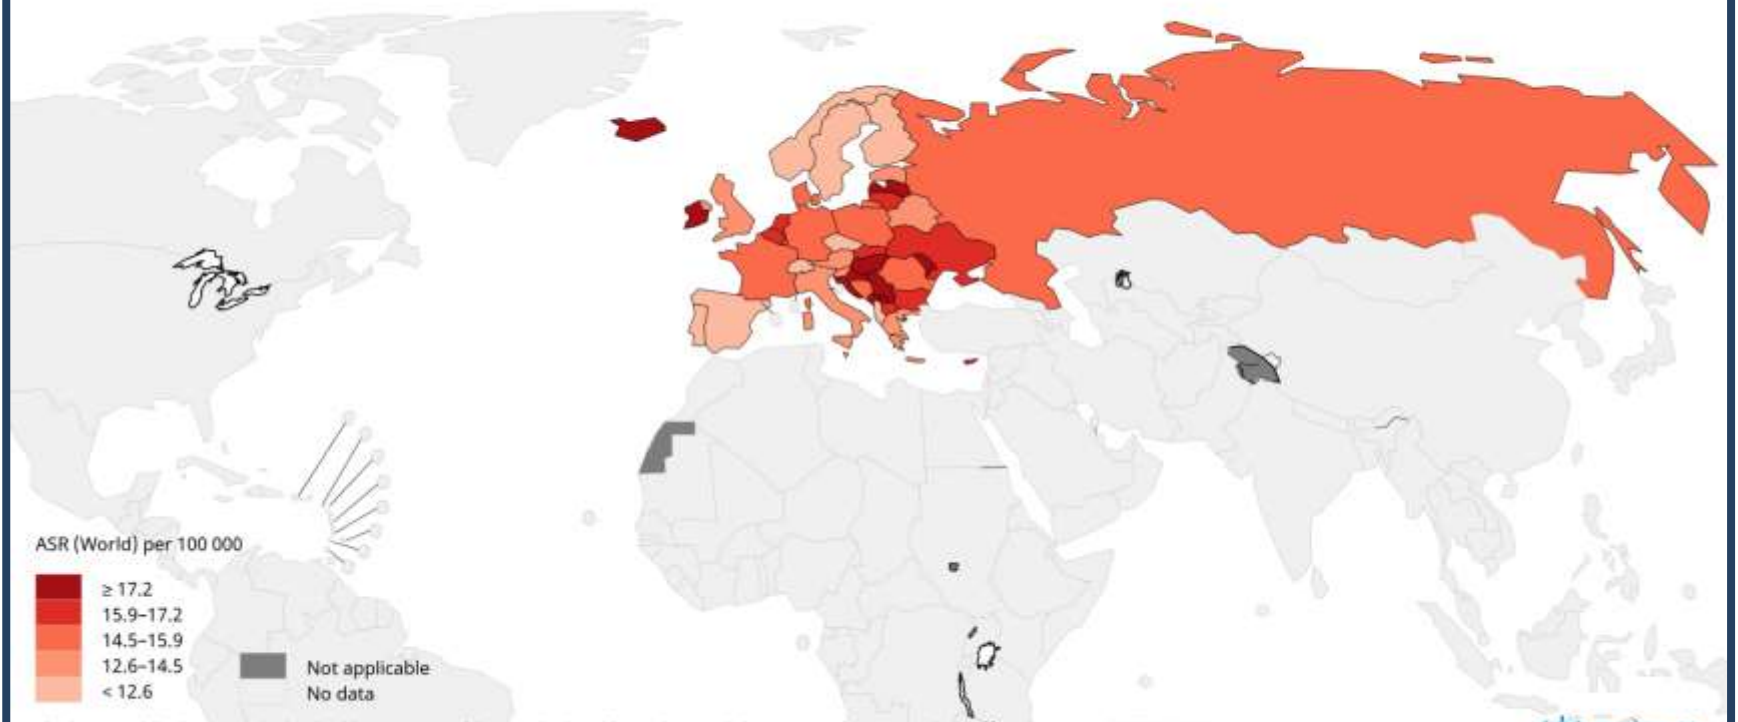 ASR (World) per 100 000
≥ 17.2
15.9–17.2
14.5–15.9
12.6–14.5
< 12.6
Not applicable
No data